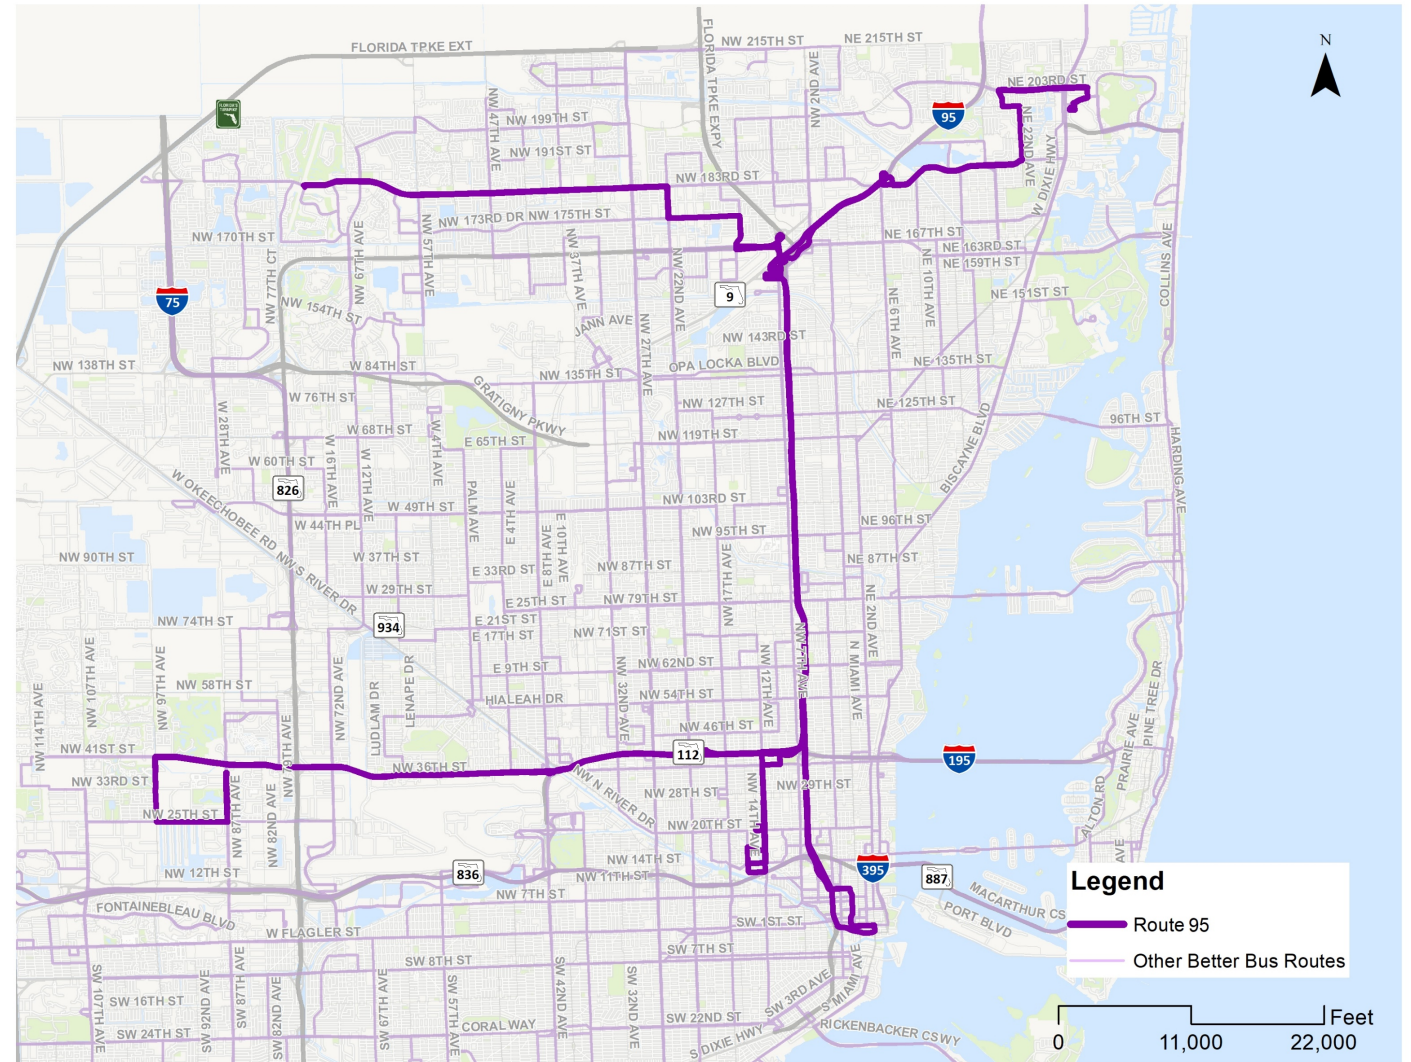 FLORIDA TPKE EXT
FLORIDA TPKE EXPY
NW 215TH ST
NE 215TH ST
NW 2ND AVE
N
NE 203RD ST
FLORIDA'S TURNPIKE
95
NW 47TH AVE
NW 199TH ST
NE 22ND AVE
W DIXIE HWY
NW 191ST ST
NW 183RD ST
NW 173RD DR
NW 175TH ST
NW 170TH ST
NW 77TH CT
NW 67TH AVE
NW 57TH AVE
NW 37TH AVE
NW 22ND AVE
NE 167TH ST
NE 163RD ST
NE 159TH ST
NE 10TH AVE
COLLINS AVE
75
9
NE 6TH AVE
NE 151ST ST
NW 154TH ST
JANN AVE
NW 27TH AVE
NW 143RD ST
NW 138TH ST
W 84TH ST
NW 135TH ST
OPA LOCKA BLVD
NE 135TH ST
W 76TH ST
GRATIGNY PKWY
NW 127TH ST
NE 125TH ST
96TH ST
W 28TH AVE
W 68TH ST
W 4TH AVE
E 65TH ST
NW 119TH ST
BISCAYNE BLVD
HARDING AVE
W 60TH ST
W 16TH AVE
W 12TH AVE
826
W OKEECHOBEE RD
PALM AVE
E 4TH AVE
W 49TH ST
NW 103RD ST
W 44TH PL
E 8TH AVE
E 10TH AVE
NW 95TH ST
NE 96TH ST
NW 90TH ST
NW S RIVER DR
W 37TH ST
E 33RD ST
NW 87TH ST
NW 17TH AVE
NE 87TH ST
W 29TH ST
E 25TH ST
NW 79TH ST
NE 2ND AVE
NW 74TH ST
934
E 21ST ST
E 17TH ST
NW 71ST ST
NW 7TH AVE
N MIAMI AVE
NW 107TH AVE
NW 97TH AVE
E 9TH ST
NW 62ND ST
NW 12TH AVE
NW 114TH AVE
NW 58TH ST
NW 72ND AVE
LUDLAM DR
LENAPE DR
HIALEAH DR
NW 32ND AVE
NW 54TH ST
PINE TREE DR
PRAIRIE AVE
NW 79TH AVE
NW 46TH ST
NW 41ST ST
112
195
NW 36TH ST
NW 33RD ST
NW N RIVER DR
NW 28TH ST
NW 14TH AVE
NW 29TH ST
ALTON RD
NW 25TH ST
NW 87TH AVE
NW 82ND AVE
NW 20TH ST
NW 12TH ST
836
NW 14TH ST
NW 11TH ST
395
887
AVE
NW 7TH ST
MACARTHUR CS
PORT BLVD
FONTAINEBLEAU BLVD
W FLAGLER ST
SW 1ST ST
SW 7TH ST
SW 8TH ST
SW 107TH AVE
SW 92ND AVE
SW 87TH AVE
SW 82ND AVE
SW 67TH AVE
SW 57TH AVE
SW 42ND AVE
SW 32ND AVE
SW 3RD AVE
S MIAMI AVE
SW 16TH ST
SW 24TH ST
CORAL WAY
SW 22ND ST
S DIXIE HWY
RICKENBACKER CSWY
Legend
Route 95
Other Better Bus Routes
Feet
0 11,000 22,000